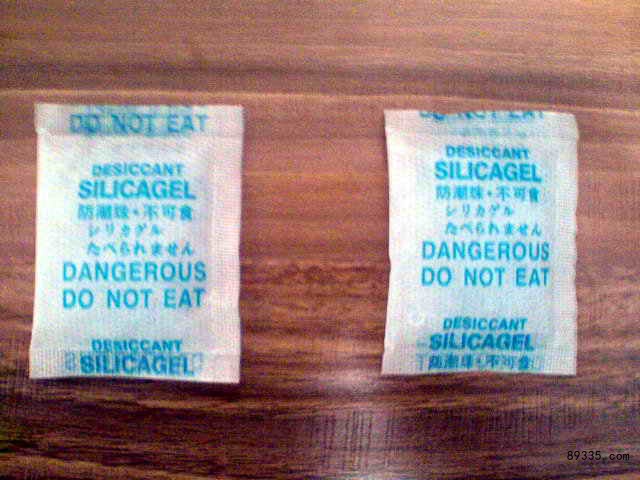 DO NOT EAT
DESICCANT
SILICAGEL
防潮珠·不可食
シリカゲル
たべられません
DANGEROUS
DO NOT EAT
DESICCANT
SILICAGEL
DO NOT EAT
DESICCANT
SILICAGEL
防潮珠·不可食
シリカゲル
たべられません
DANGEROUS
DO NOT EAT
DESICCANT
SILICAGEL
防潮珠·不可食
89335.com